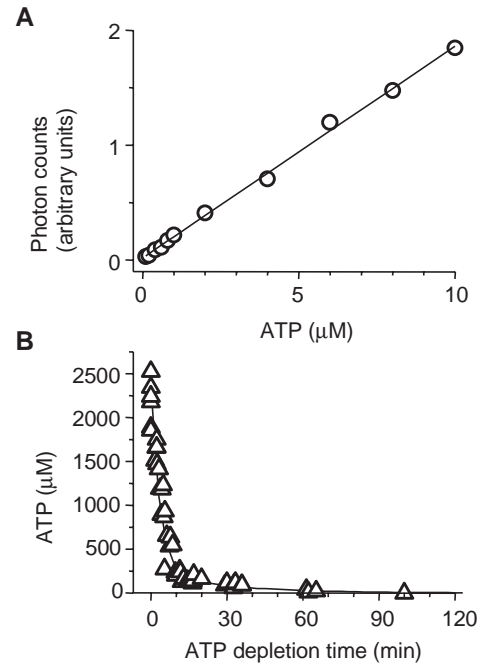 A
Photon counts
(arbitrary units)
2
1
0
0
5
10
ATP (μM)
B
ATP (μM)
2500
2000
1500
1000
500
0
0
30
60
90
120
ATP depletion time (min)